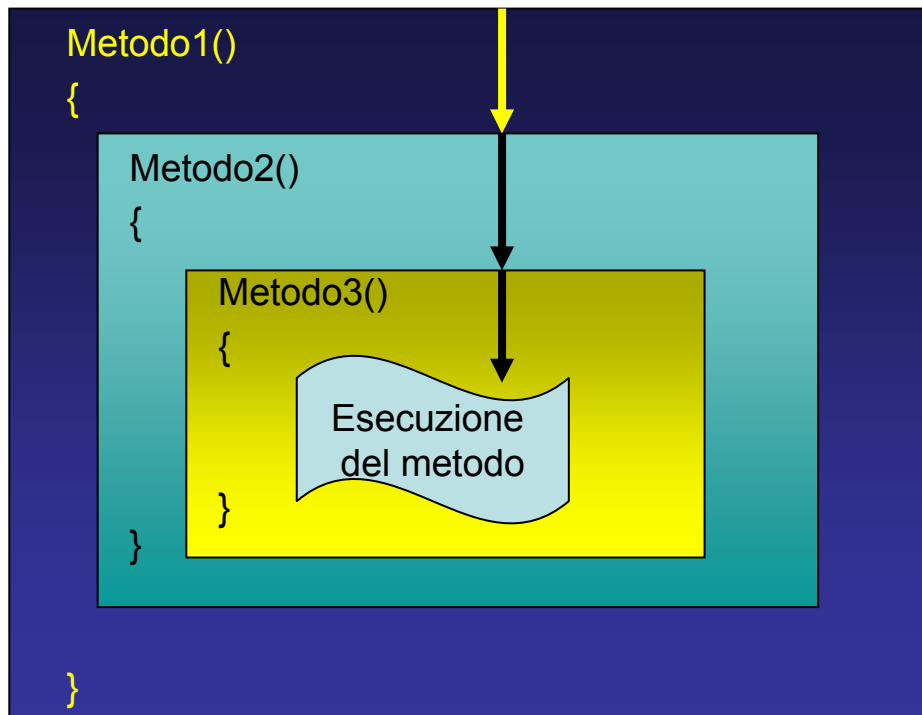 Metodo1()
{
Metodo2()
{
Metodo3()
{
Esecuzione
del metodo
}
}
}